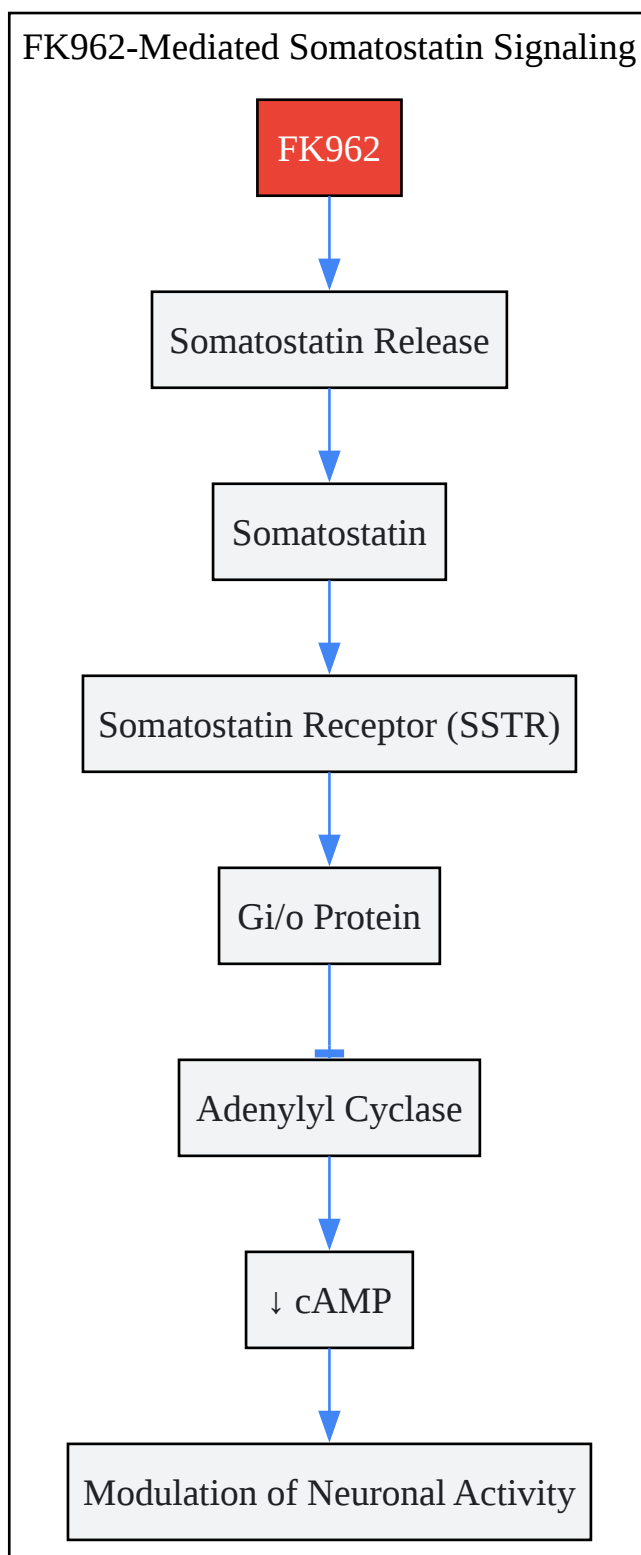 FK962-Mediated Somatostatin Signaling
FK962
Somatostatin Release
Somatostatin
Somatostatin Receptor (SSTR)
Gi/o Protein
Adenylyl Cyclase
↓ cAMP
Modulation of Neuronal Activity